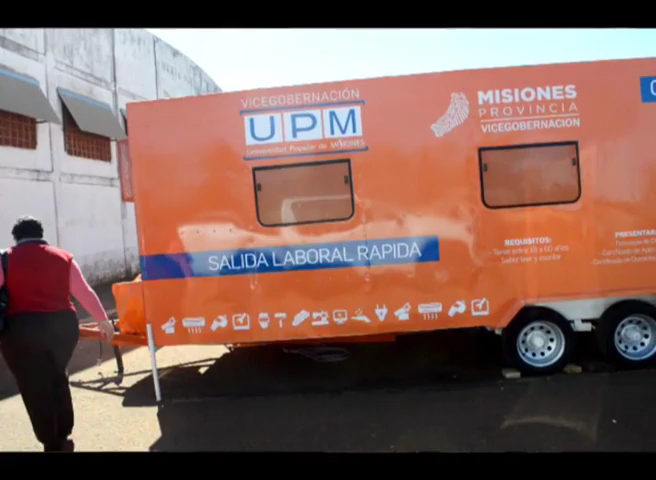 VICEGOBERNACIÓN
UPM
Universidad Popular de MISIONES
MISIONES
PROVINCIA
VICEGOBERNACION
SALIDA LABORAL RAPIDA
REQUISITOS:
- Tener entre 18 a 60 años
- Saber leer y escribir
PRESENTAR